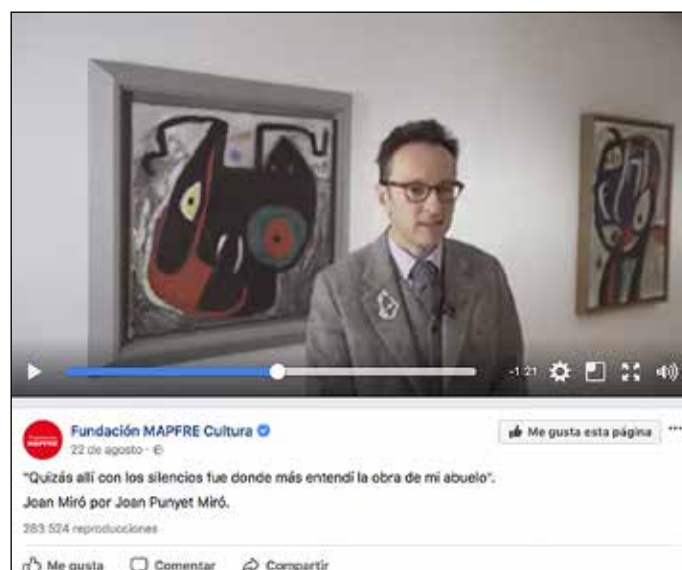 -1:21
Fundación MAPFRE Cultura
22 de agosto ·
Me gusta esta página
"Quizás allí con los silencios fue donde más entendí la obra de mi abuelo".
Joan Miró por Joan Punyet Miró.
283 524 reproducciones
Me gusta Comentar Compartir